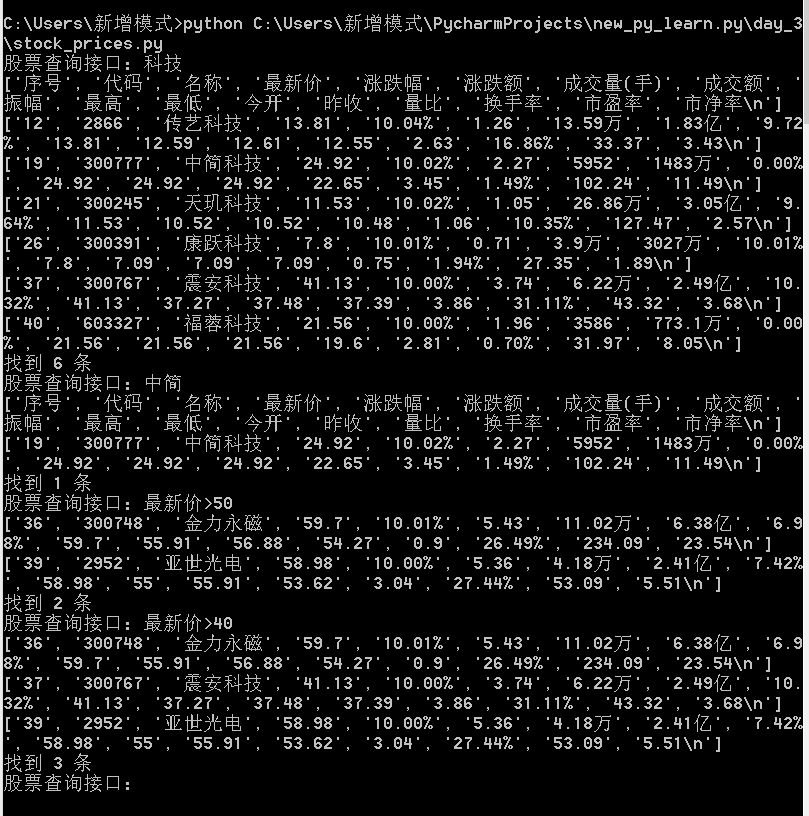 C:\Users\新增模式>python C:\Users\新增模式\PycharmProjects\new_py_learn.py\day_3
\stock_prices.py
股票查询接口: 科技
['序号', '代码', '名称', '最新价', '涨跌幅', '涨跌额', '成交量(手)', '成交额', '
振幅', '最高', '最低', '今开', '昨收', '量比', '换手率', '市盈率', '市净率\n']
['12', '2866', '传艺科技', '13.81', '10.04%', '1.26', '13.59万', '1.83亿', '9.72
%', '13.81', '12.59', '12.61', '12.55', '2.63', '16.86%', '33.37', '3.43\n']
['19', '300777', '中简科技', '24.92', '10.02%', '2.27', '5952', '1483万', '0.00%
', '24.92', '24.92', '24.92', '22.65', '3.45', '1.49%', '102.24', '11.49\n']
['21', '300245', '天玑科技', '11.53', '10.02%', '1.05', '26.86万', '3.05亿', '9.
64%', '11.53', '10.52', '10.52', '10.48', '1.06', '10.35%', '127.47', '2.57\n']
['26', '300391', '康跃科技', '7.8', '10.01%', '0.71', '3.9万', '3027万', '10.01%
', '7.8', '7.09', '7.09', '7.09', '0.75', '1.94%', '27.35', '1.89\n']
['37', '300767', '震安科技', '41.13', '10.00%', '3.74', '6.22万', '2.49亿', '10.
32%', '41.13', '37.27', '37.48', '37.39', '3.86', '31.11%', '43.32', '3.68\n']
['40', '603327', '福蓉科技', '21.56', '10.00%', '1.96', '3586', '773.1万', '0.00
%', '21.56', '21.56', '21.56', '19.6', '2.81', '0.70%', '31.97', '8.05\n']
找到 6 条
股票查询接口: 中简
['序号', '代码', '名称', '最新价', '涨跌幅', '涨跌额', '成交量(手)', '成交额', '
振幅', '最高', '最低', '今开', '昨收', '量比', '换手率', '市盈率', '市净率\n']
['19', '300777', '中简科技', '24.92', '10.02%', '2.27', '5952', '1483万', '0.00%
', '24.92', '24.92', '24.92', '22.65', '3.45', '1.49%', '102.24', '11.49\n']
找到 1 条
股票查询接口: 最新价>50
['36', '300748', '金力永磁', '59.7', '10.01%', '5.43', '11.02万', '6.38亿', '6.9
8%', '59.7', '55.91', '56.88', '54.27', '0.9', '26.49%', '234.09', '23.54\n']
['39', '2952', '亚世光电', '58.98', '10.00%', '5.36', '4.18万', '2.41亿', '7.42%
', '58.98', '55', '55.91', '53.62', '3.04', '27.44%', '53.09', '5.51\n']
找到 2 条
股票查询接口: 最新价>40
['36', '300748', '金力永磁', '59.7', '10.01%', '5.43', '11.02万', '6.38亿', '6.9
8%', '59.7', '55.91', '56.88', '54.27', '0.9', '26.49%', '234.09', '23.54\n']
['37', '300767', '震安科技', '41.13', '10.00%', '3.74', '6.22万', '2.49亿', '10.
32%', '41.13', '37.27', '37.48', '37.39', '3.86', '31.11%', '43.32', '3.68\n']
['39', '2952', '亚世光电', '58.98', '10.00%', '5.36', '4.18万', '2.41亿', '7.42%
', '58.98', '55', '55.91', '53.62', '3.04', '27.44%', '53.09', '5.51\n']
找到 3 条
股票查询接口: